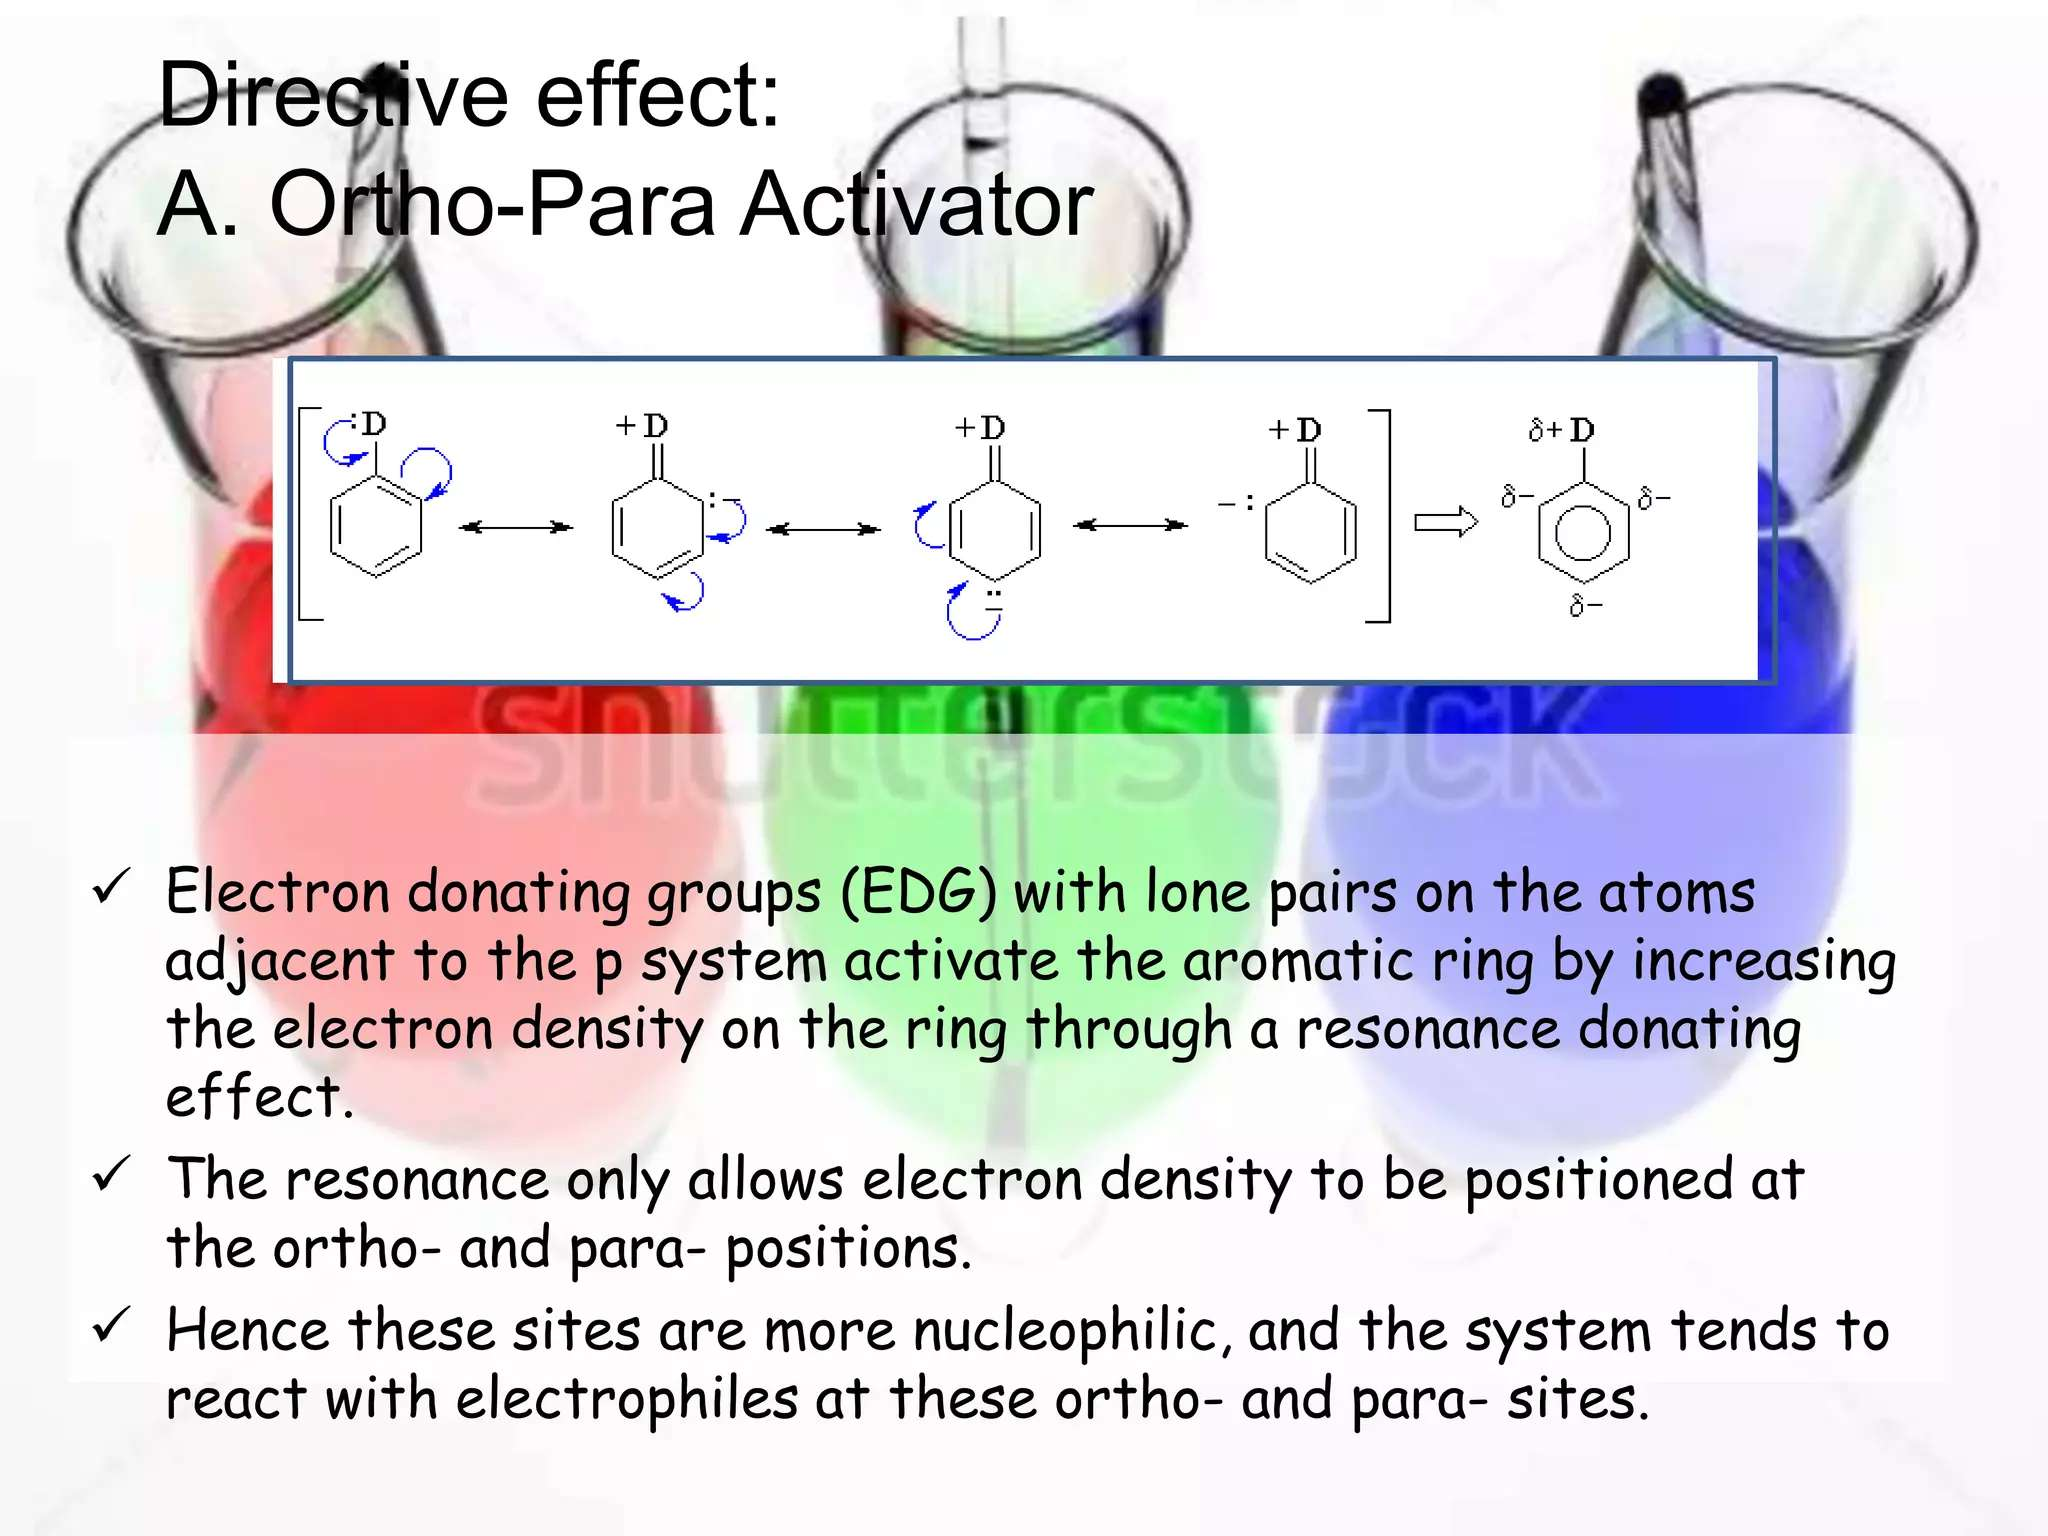 Directive effect:
A. Ortho-Para Activator
:D +D +D +D δ+ D
:– – : δ– δ–
–
δ–
shutterstock
✓ Electron donating groups (EDG) with lone pairs on the atoms
adjacent to the p system activate the aromatic ring by increasing
the electron density on the ring through a resonance donating
effect.
✓ The resonance only allows electron density to be positioned at
the ortho- and para- positions.
✓ Hence these sites are more nucleophilic, and the system tends to
react with electrophiles at these ortho- and para- sites.